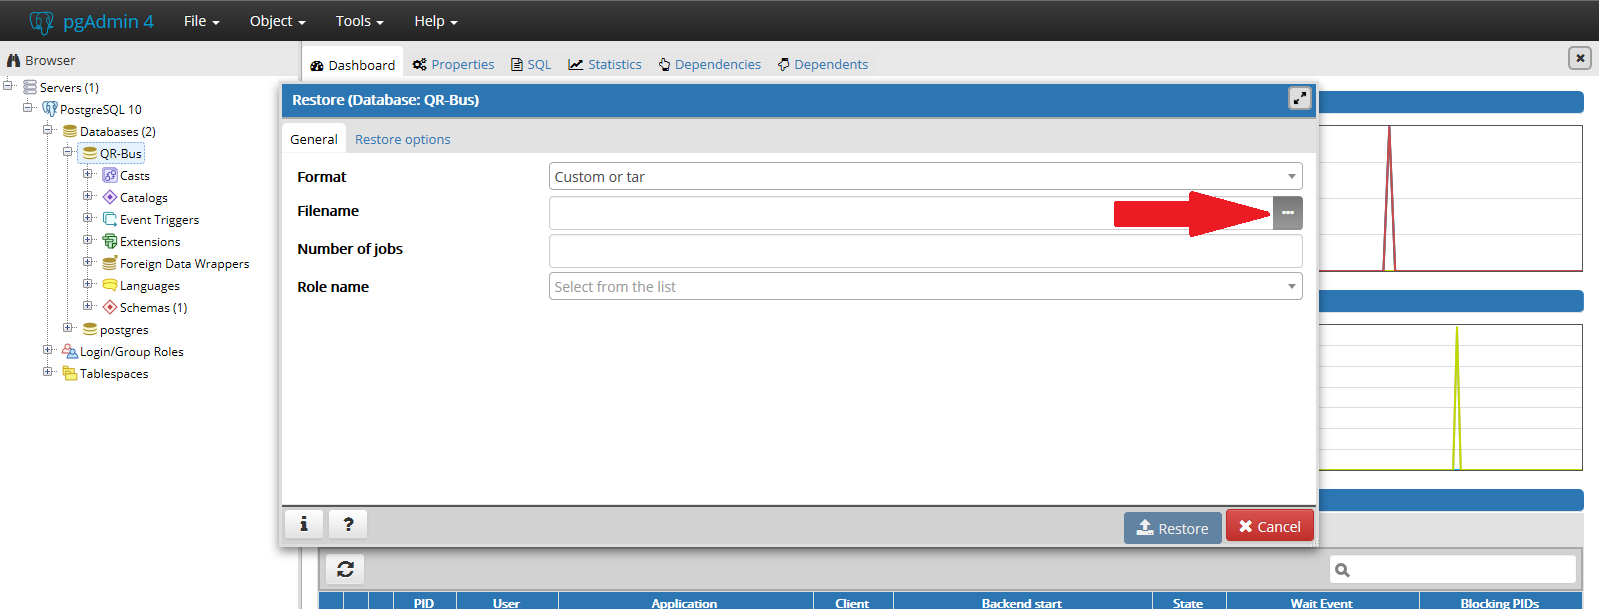 pgAdmin 4 File Object Tools Help
Browser
Dashboard Properties SQL Statistics Dependencies Dependents
Servers (1)
PostgreSQL 10
Databases (2)
QR-Bus
Casts
Catalogs
Event Triggers
Extensions
Foreign Data Wrappers
Languages
Schemas (1)
postgres
Login/Group Roles
Tablespaces
Restore (Database: QR-Bus)
General Restore options
Format Custom or tar
Filename
Number of jobs
Role name Select from the list
i ? Restore Cancel
PID User Application Client Backend start State Wait Event Blocking PIDs